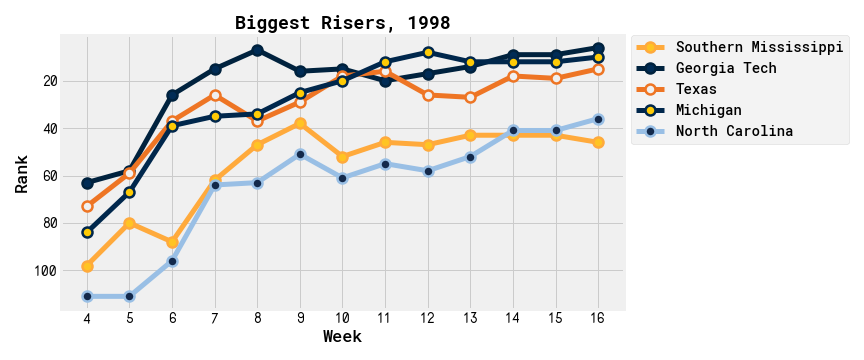 Biggest Risers, 1998
Southern Mississippi
Georgia Tech
Texas
Michigan
North Carolina
Rank
20
40
60
80
100
4 5 6 7 8 9 10 11 12 13 14 15 16
Week